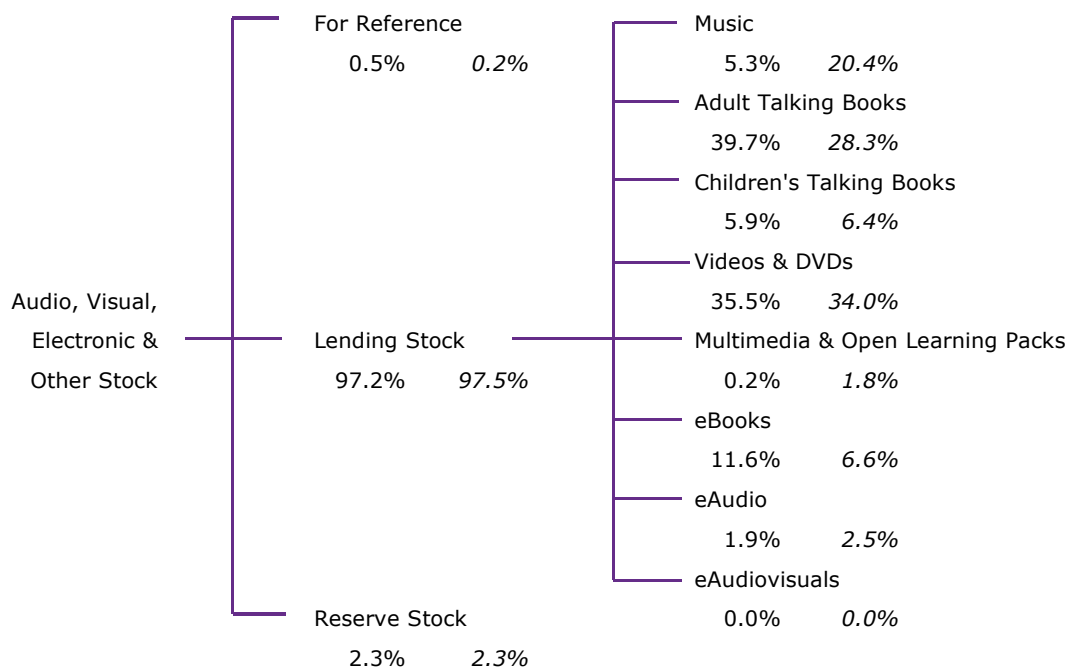 For Reference
0.5% 0.2%
Audio, Visual,
Electronic &
Other Stock
Lending Stock
97.2% 97.5%
Reserve Stock
2.3% 2.3%
Music
5.3% 20.4%
Adult Talking Books
39.7% 28.3%
Children's Talking Books
5.9% 6.4%
Videos & DVDs
35.5% 34.0%
Multimedia & Open Learning Packs
0.2% 1.8%
eBooks
11.6% 6.6%
eAudio
1.9% 2.5%
eAudiovisuals
0.0% 0.0%